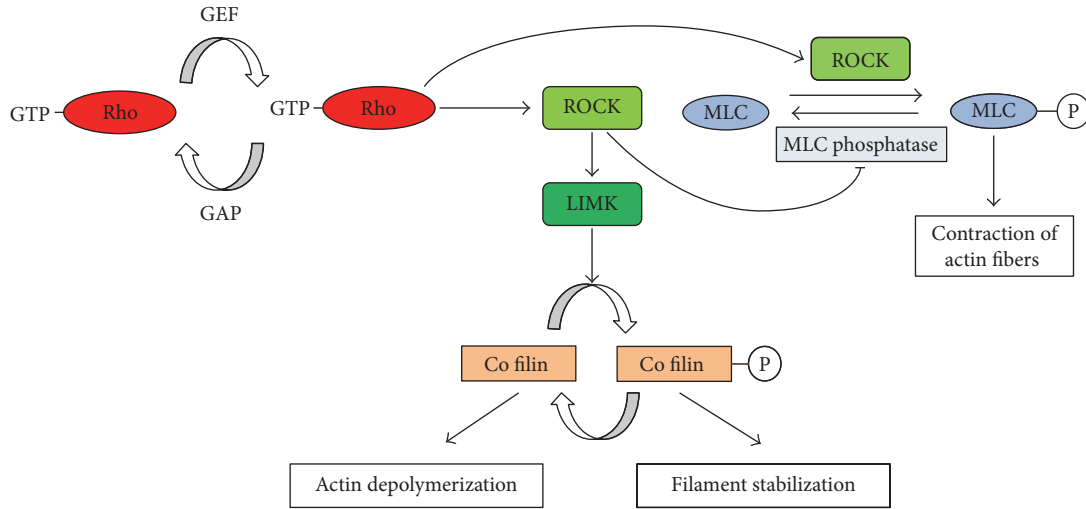 GEF
GTP
Rho
GAP
GTP
Rho
ROCK
LIMK
ROCK
MLC
MLC
P
MLC phosphatase
Contraction of
actin fibers
Co filin
Co filin
P
Actin depolymerization
Filament stabilization